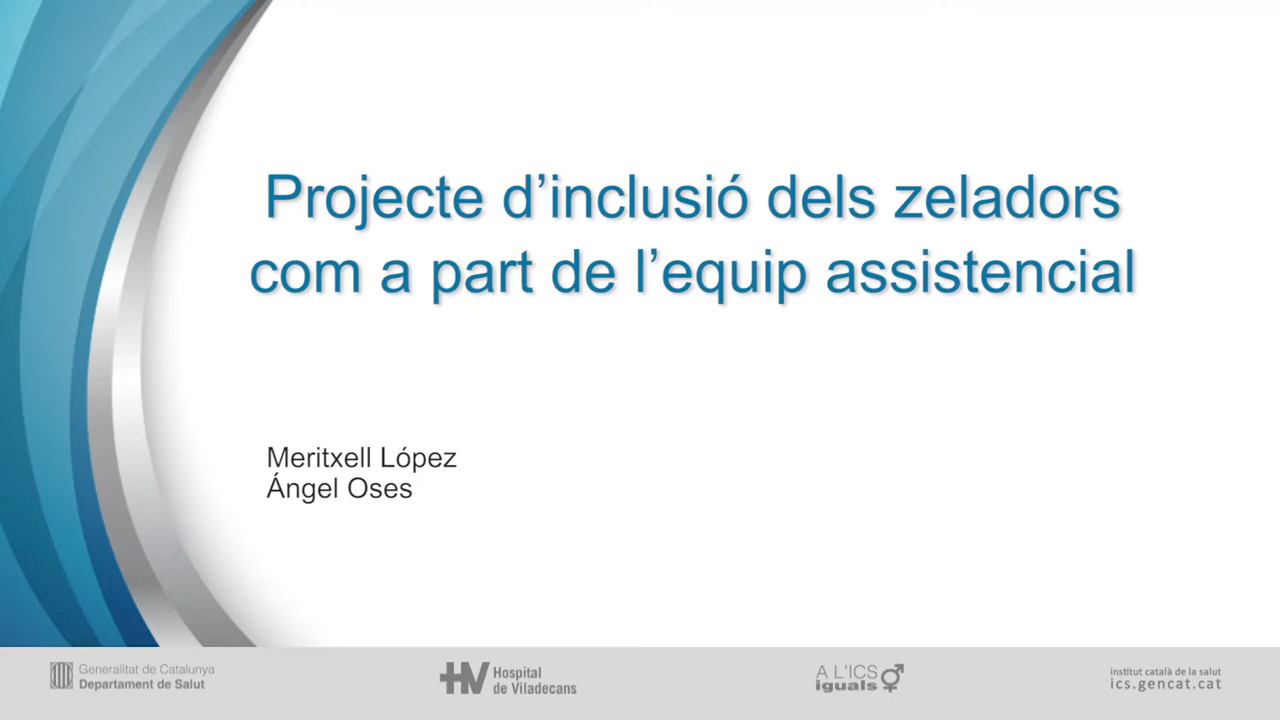 Projecte d’inclusió dels zeladors
com a part de l’equip assistencial
Meritxell López
Ángel Oses
Generalitat de Catalunya
Departament de Salut
HV Hospital
de Viladecans
A L'ICS
iguals
institut català de la salut
ics.gencat.cat